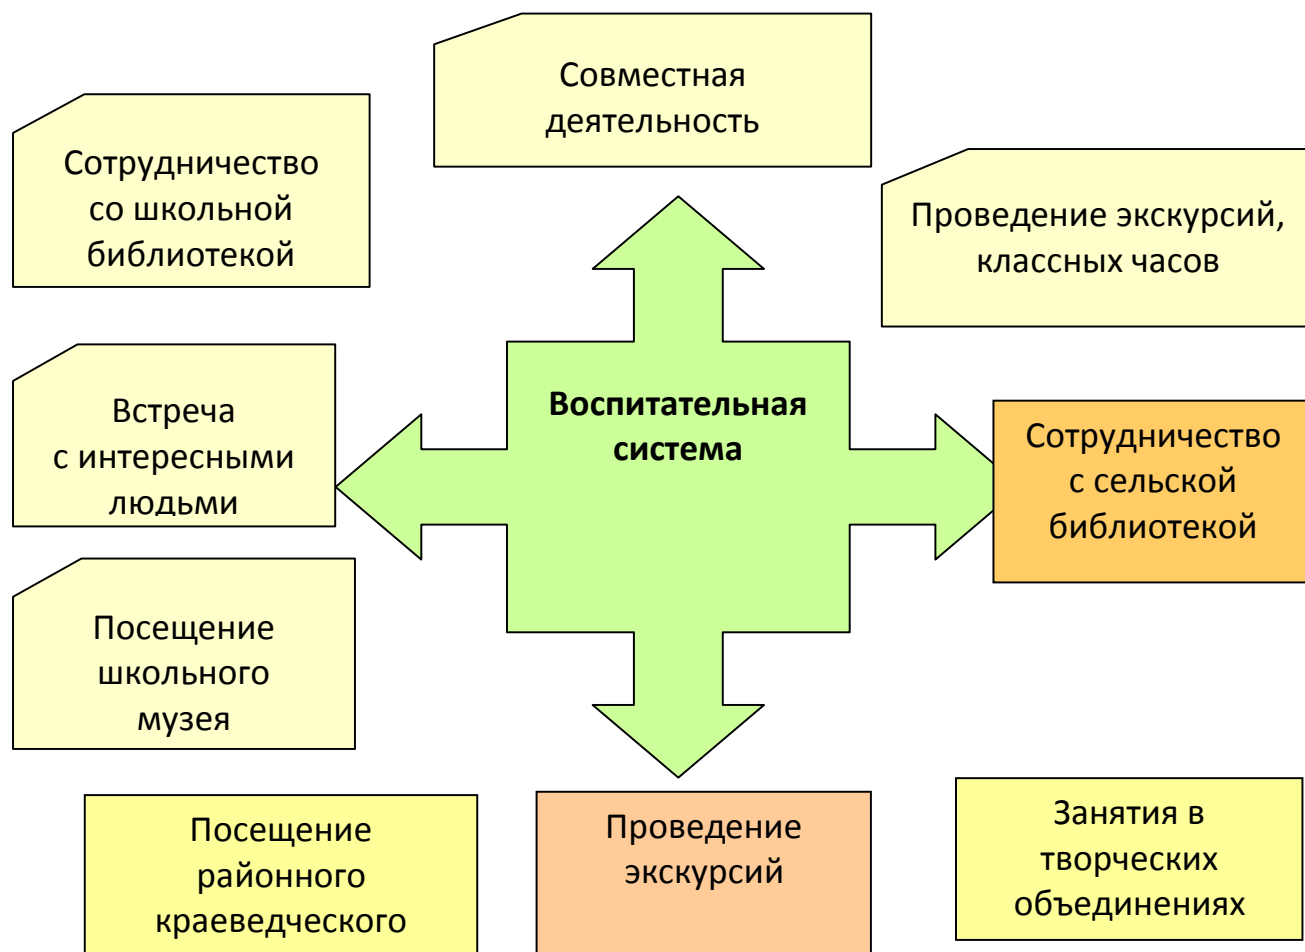 Совместная
деятельность
Сотрудничество
со школьной
библиотекой
Проведение экскурсий,
классных часов
Встреча
с интересными
людьми
Воспитательная
система
Сотрудничество
с сельской
библиотекой
Посещение
школьного
музея
Посещение
районного
краеведческого
Проведение
экскурсий
Занятия в
творческих
объединениях